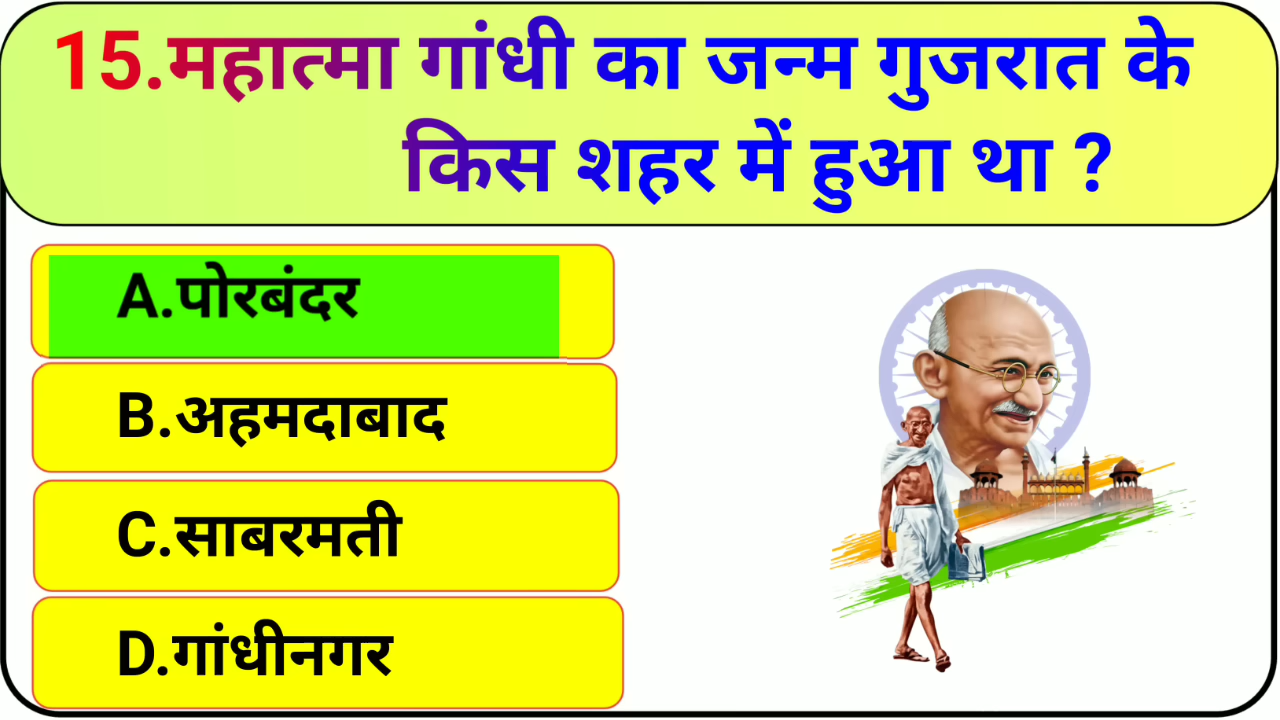 15.महात्मा गांधी का जन्म गुजरात के
किस शहर में हुआ था ?
A.पोरबंदर
B.अहमदाबाद
C.साबरमती
D.गांधीनगर